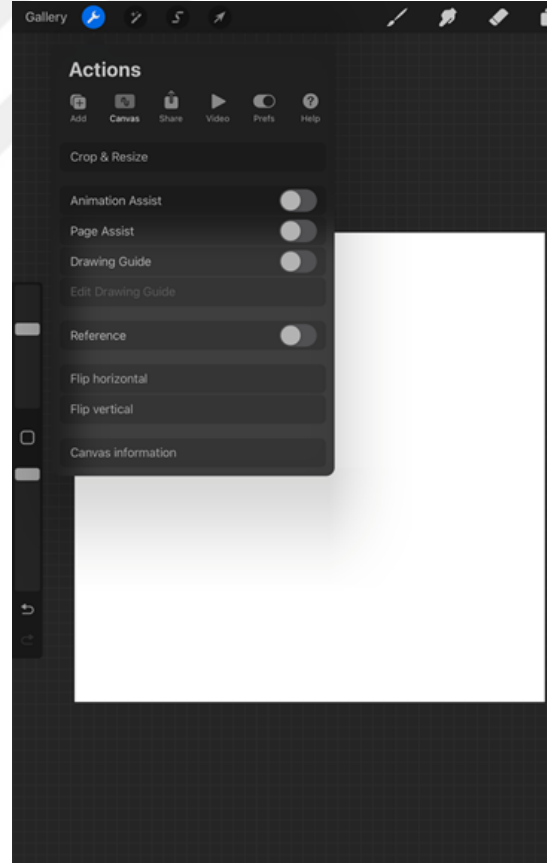 Gallery
Actions
Add Canvas Share Video Prefs Help
Crop & Resize
Animation Assist
Page Assist
Drawing Guide
Edit Drawing Guide
Reference
Flip horizontal
Flip vertical
Canvas information